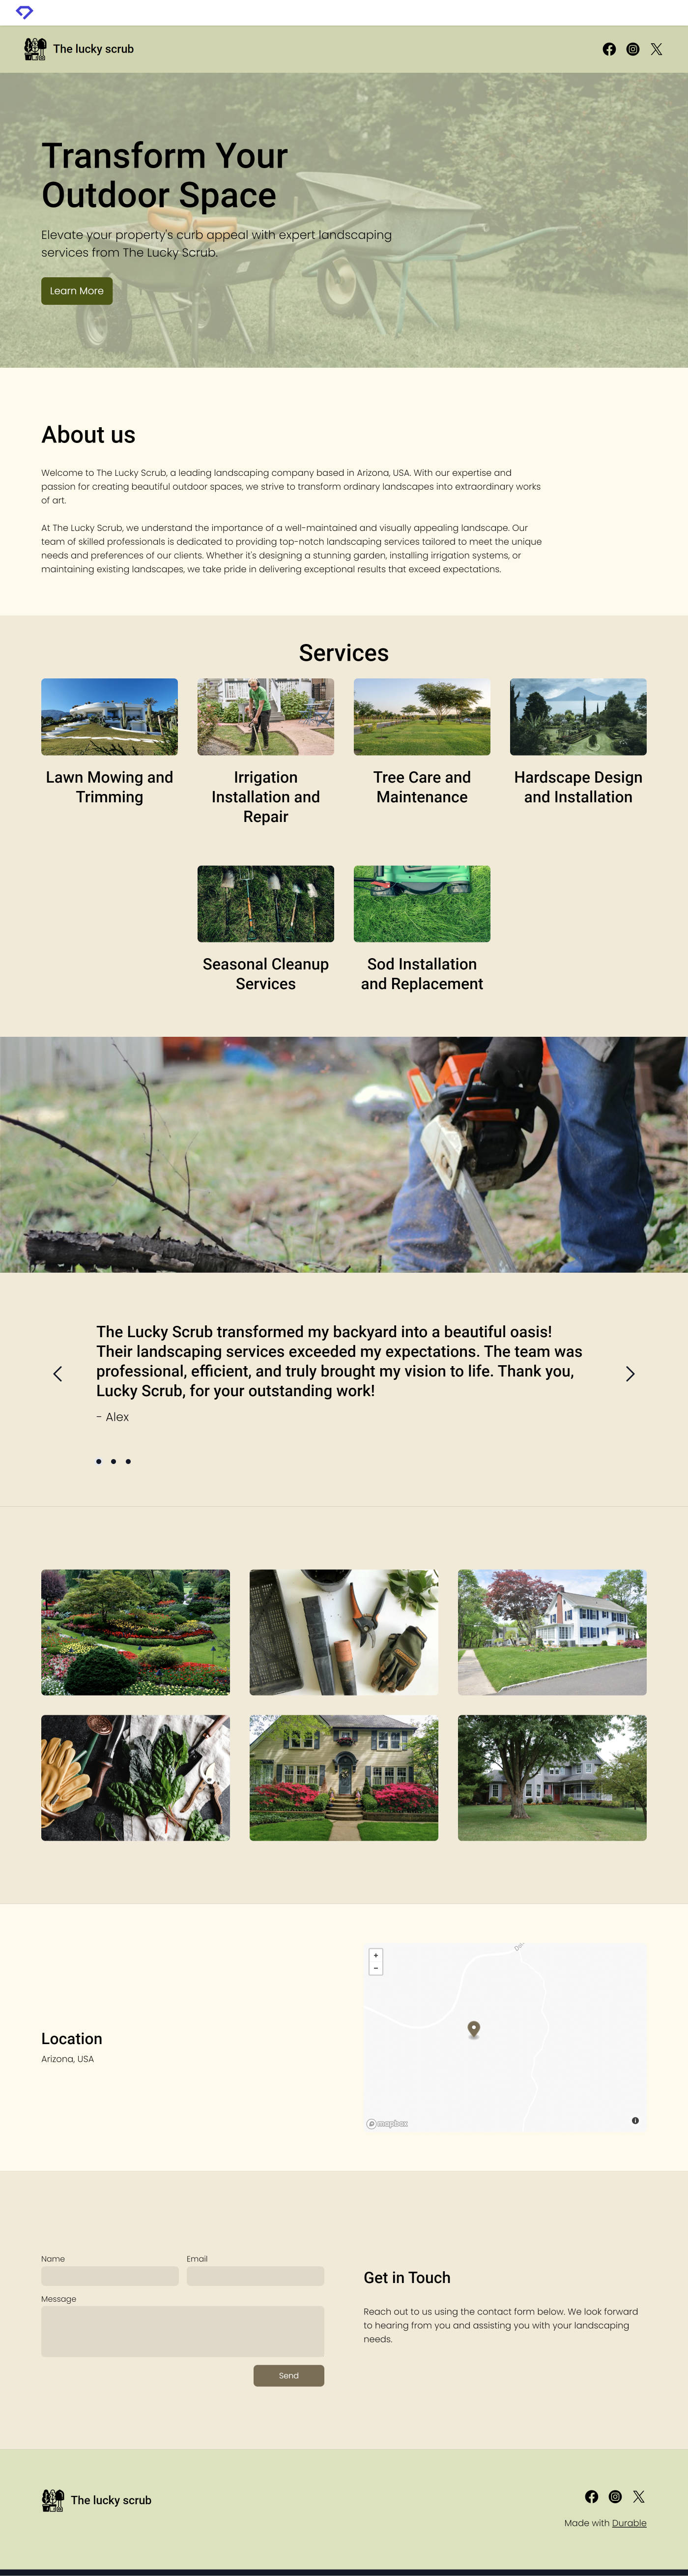 The lucky scrub
Transform Your
Outdoor Space
Elevate your property's curb appeal with expert landscaping
services from The Lucky Scrub.
Learn More
About us
Welcome to The Lucky Scrub, a leading landscaping company based in Arizona, USA. With our expertise and
passion for creating beautiful outdoor spaces, we strive to transform ordinary landscapes into extraordinary works
of art.
At The Lucky Scrub, we understand the importance of a well-maintained and visually appealing landscape. Our
team of skilled professionals is dedicated to providing top-notch landscaping services tailored to meet the unique
needs and preferences of our clients. Whether it's designing a stunning garden, installing irrigation systems, or
maintaining existing landscapes, we take pride in delivering exceptional results that exceed expectations.
Services
Lawn Mowing and
Trimming
Irrigation
Installation and
Repair
Tree Care and
Maintenance
Hardscape Design
and Installation
Seasonal Cleanup
Services
Sod Installation
and Replacement
The Lucky Scrub transformed my backyard into a beautiful oasis!
Their landscaping services exceeded my expectations. The team was
professional, efficient, and truly brought my vision to life. Thank you,
Lucky Scrub, for your outstanding work!
- Alex
Location
Arizona, USA
mapbox
Name
Email
Message
Send
Get in Touch
Reach out to us using the contact form below. We look forward
to hearing from you and assisting you with your landscaping
needs.
The lucky scrub
Made with Durable